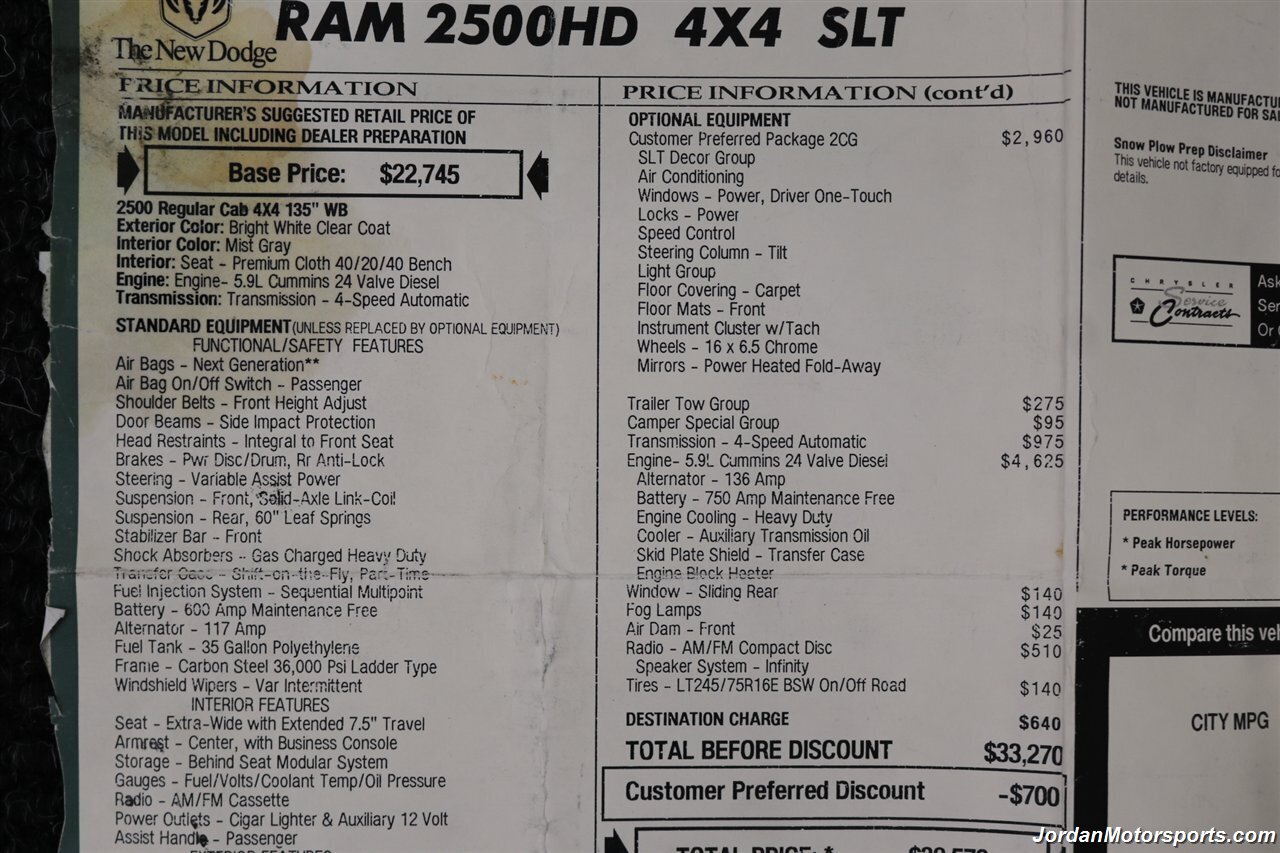 RAM 2500HD 4X4 SLT
The New Dodge
PRICE INFORMATION
MANUFACTURER'S SUGGESTED RETAIL PRICE OF
THIS MODEL INCLUDING DEALER PREPARATION
Base Price: $22,745
2500 Regular Cab 4X4 135" WB
Exterior Color: Bright White Clear Coat
Interior Color: Mist Gray
Interior: Seat - Premium Cloth 40/20/40 Bench
Engine: Engine- 5.9L Cummins 24 Valve Diesel
Transmission: Transmission - 4-Speed Automatic
STANDARD EQUIPMENT(UNLESS REPLACED BY OPTIONAL EQUIPMENT)
FUNCTIONAL/SAFETY FEATURES
Air Bags - Next Generation**
Air Bag On/Off Switch - Passenger
Shoulder Belts - Front Height Adjust
Door Beams - Side Impact Protection
Head Restraints - Integral to Front Seat
Brakes - Pwr Disc/Drum, Rr Anti-Lock
Steering - Variable Assist Power
Suspension - Front, Solid-Axle Link-Coil
Suspension - Rear, 60" Leaf Springs
Stabilizer Bar - Front
Shock Absorbers - Gas Charged Heavy Duty
Transfer Case - Shift-on-the-Fly, Part-Time
Fuel Injection System - Sequential Multipoint
Battery - 600 Amp Maintenance Free
Alternator - 117 Amp
Fuel Tank - 35 Gallon Polyethylene
Frame - Carbon Steel 36,000 Psi Ladder Type
Windshield Wipers - Var Intermittent
INTERIOR FEATURES
Seat - Extra-Wide with Extended 7.5" Travel
Armrest - Center, with Business Console
Storage - Behind Seat Modular System
Gauges - Fuel/Volts/Coolant Temp/Oil Pressure
Radio - AM/FM Cassette
Power Outlets - Cigar Lighter & Auxiliary 12 Volt
Assist Handle - Passenger
EXTERIOR FEATURES
PRICE INFORMATION (cont'd)
OPTIONAL EQUIPMENT
Customer Preferred Package 2CG $2,960
SLT Decor Group
Air Conditioning
Windows - Power, Driver One-Touch
Locks - Power
Speed Control
Steering Column - Tilt
Light Group
Floor Covering - Carpet
Floor Mats - Front
Instrument Cluster w/Tach
Wheels - 16 x 6.5 Chrome
Mirrors - Power Heated Fold-Away
Trailer Tow Group $275
Camper Special Group $95
Transmission - 4-Speed Automatic $975
Engine- 5.9L Cummins 24 Valve Diesel $4,625
Alternator - 136 Amp
Battery - 750 Amp Maintenance Free
Engine Cooling - Heavy Duty
Cooler - Auxiliary Transmission Oil
Skid Plate Shield - Transfer Case
Engine Block Heater
Window - Sliding Rear $140
Fog Lamps $140
Air Dam - Front $25
Radio - AM/FM Compact Disc $510
Speaker System - Infinity
Tires - LT245/75R16E BSW On/Off Road $140
DESTINATION CHARGE $640
TOTAL BEFORE DISCOUNT $33,270
Customer Preferred Discount -$700
TOTAL PRICE: *
THIS VEHICLE IS MANUFACTU
NOT MANUFACTURED FOR SAL
Snow Plow Prep Disclaimer
This vehicle not factory equipped fo
details.
CHRYSLER
Service
Contracts
Ask
Ser
Or
PERFORMANCE LEVELS:
* Peak Horsepower
* Peak Torque
Compare this veh
CITY MPG
JordanMotorsports.com